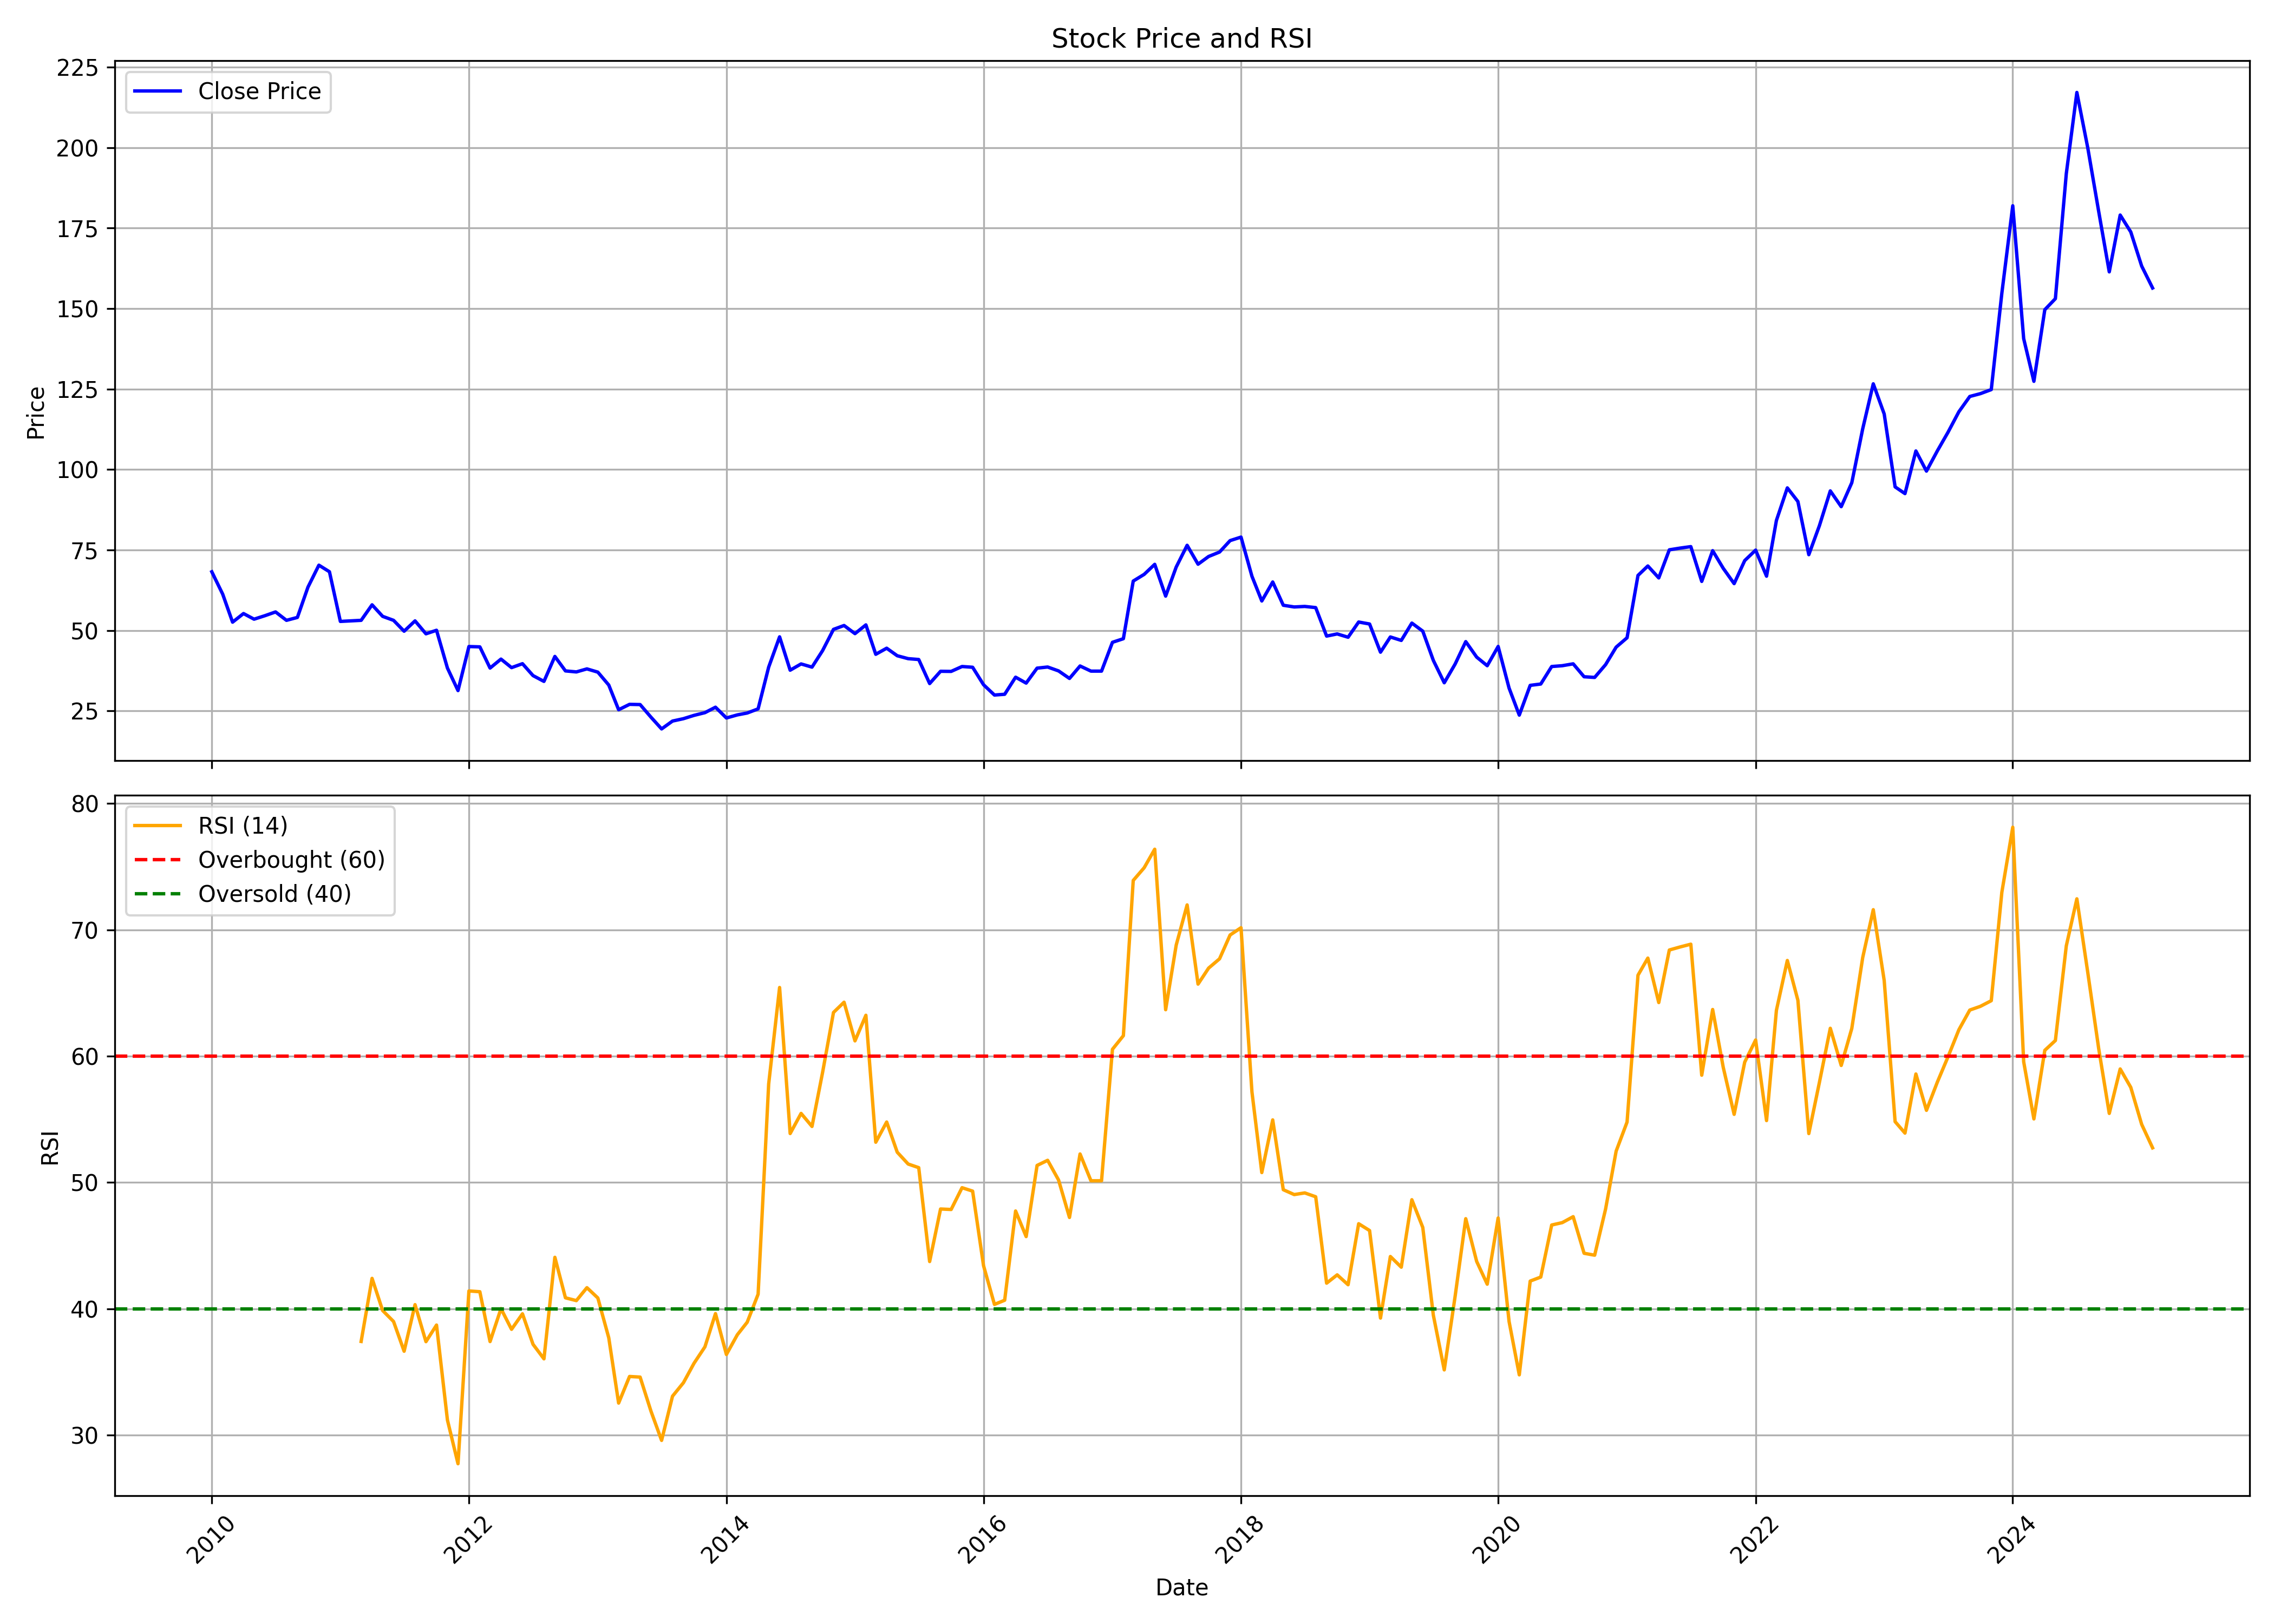 Stock Price and RSI
225
200
175
150
125
100
75
50
25
Price
Close Price
80
70
60
50
40
30
RSI
RSI (14)
Overbought (60)
Oversold (40)
2010
2012
2014
2016
2018
2020
2022
2024
Date